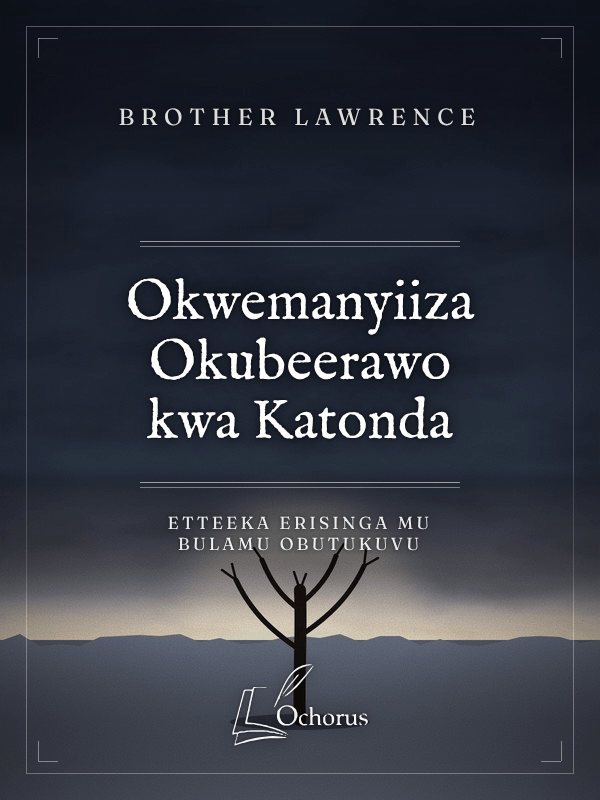 BROTHER LAWRENCE
Okwemanyiiza
Okubeerawo
kwa Katonda
ETTEEKA ERISINGA MU
BULAMU OBUTUKUVU
Ochorus